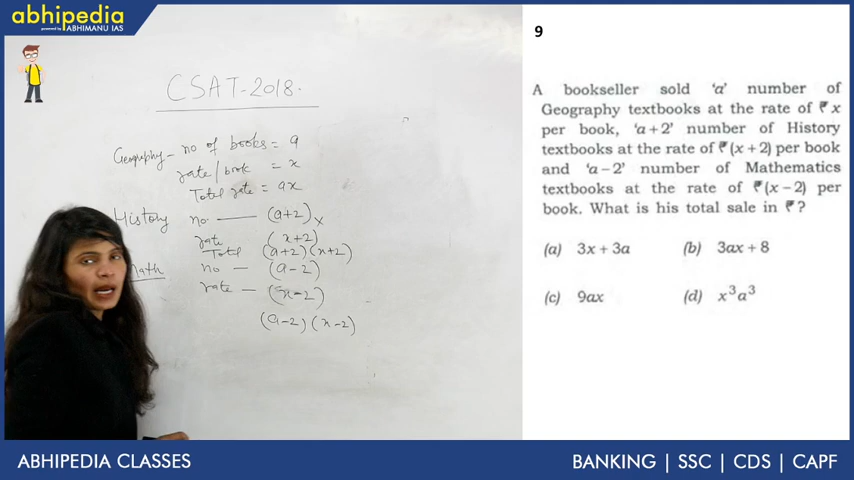 abhipedia
powered by ABHIMANU IAS
CSAT-2018.
Geography - no of books = a
rate/book = x
Total rate = ax
History no. — (a+2) x
rate (x+2)
Total (a+2)(x+2)
Math no — (a-2)
rate — (x-2)
(a-2)(x-2)
9
A bookseller sold 'a' number of
Geography textbooks at the rate of ₹ x
per book, 'a+2' number of History
textbooks at the rate of ₹ (x+2) per book
and 'a-2' number of Mathematics
textbooks at the rate of ₹ (x-2) per
book. What is his total sale in ₹ ?
(a) 3x + 3a (b) 3ax + 8
(c) 9ax (d) x³a³
ABHIPEDIA CLASSES
BANKING | SSC | CDS | CAPF